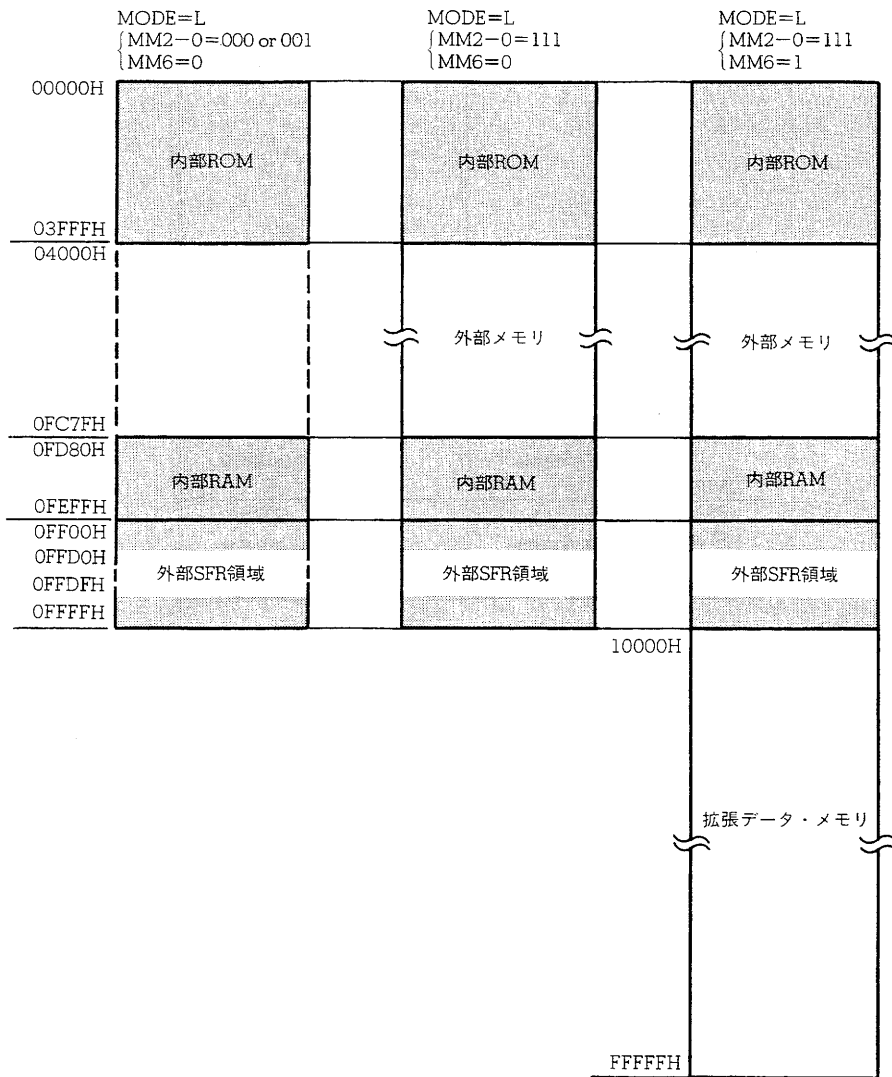 MODE=L
MM2-0=000 or 001
MM6=0
MODE=L
MM2-0=111
MM6=0
MODE=L
MM2-0=111
MM6=1
00000H
内部ROM
内部ROM
内部ROM
03FFFH
04000H
外部メモリ
外部メモリ
0FC7FH
0FD80H
内部RAM
内部RAM
内部RAM
0FEFFH
0FF00H
0FFD0H
外部SFR領域
外部SFR領域
外部SFR領域
0FFDFH
0FFFFH
10000H
拡張データ・メモリ
FFFFFH